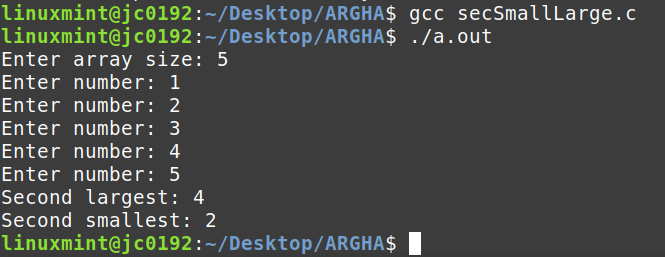 linuxmint@jc0192:~/Desktop/ARGHA$ gcc secSmallLarge.c
linuxmint@jc0192:~/Desktop/ARGHA$ ./a.out
Enter array size: 5
Enter number: 1
Enter number: 2
Enter number: 3
Enter number: 4
Enter number: 5
Second largest: 4
Second smallest: 2
linuxmint@jc0192:~/Desktop/ARGHA$